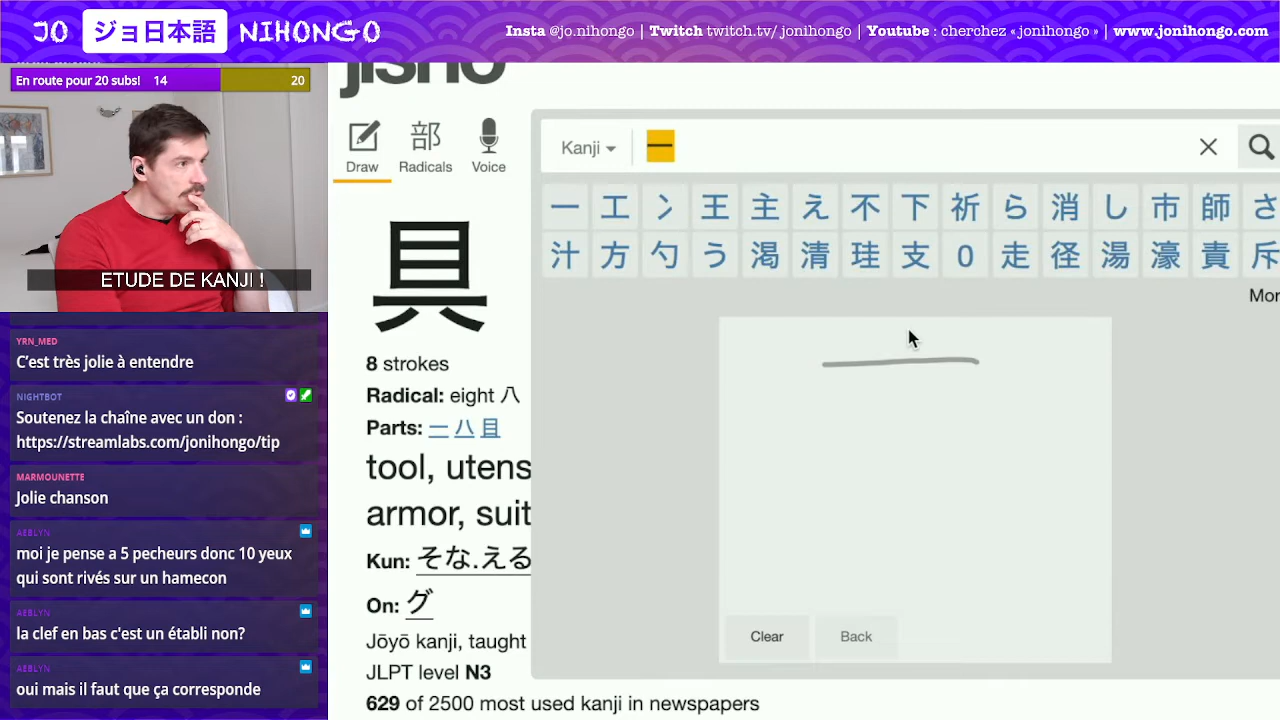 JO ジョ日本語 NIHONGO
Insta @jo.nihongo | Twitch twitch.tv/jonihongo | Youtube : cherchez « jonihongo » | www.jonihongo.com
En route pour 20 subs! 14 20
ETUDE DE KANJI !
YRN_MED
C'est très jolie à entendre
NIGHTBOT
Soutenez la chaîne avec un don :
https://streamlabs.com/jonihongo/tip
MARMOUNETTE
Jolie chanson
AEBLYN
moi je pense a 5 pecheurs donc 10 yeux
qui sont rivés sur un hamecon
AEBLYN
la clef en bas c'est un établi non?
AEBLYN
oui mais il faut que ça corresponde
jisho
Draw Radicals Voice
部
Kanji 一
一 工 ン 王 主 え 不 下 祈 ら 消 し 市 師 さ
汁 方 勺 う 渇 清 珪 支 0 走 径 湯 濠 責 斥
Mor
Clear Back
具
8 strokes
Radical: eight 八
Parts: 一 八 目
tool, utens
armor, suit
Kun: そな.える
On: グ
Jōyō kanji, taught
JLPT level N3
629 of 2500 most used kanji in newspapers